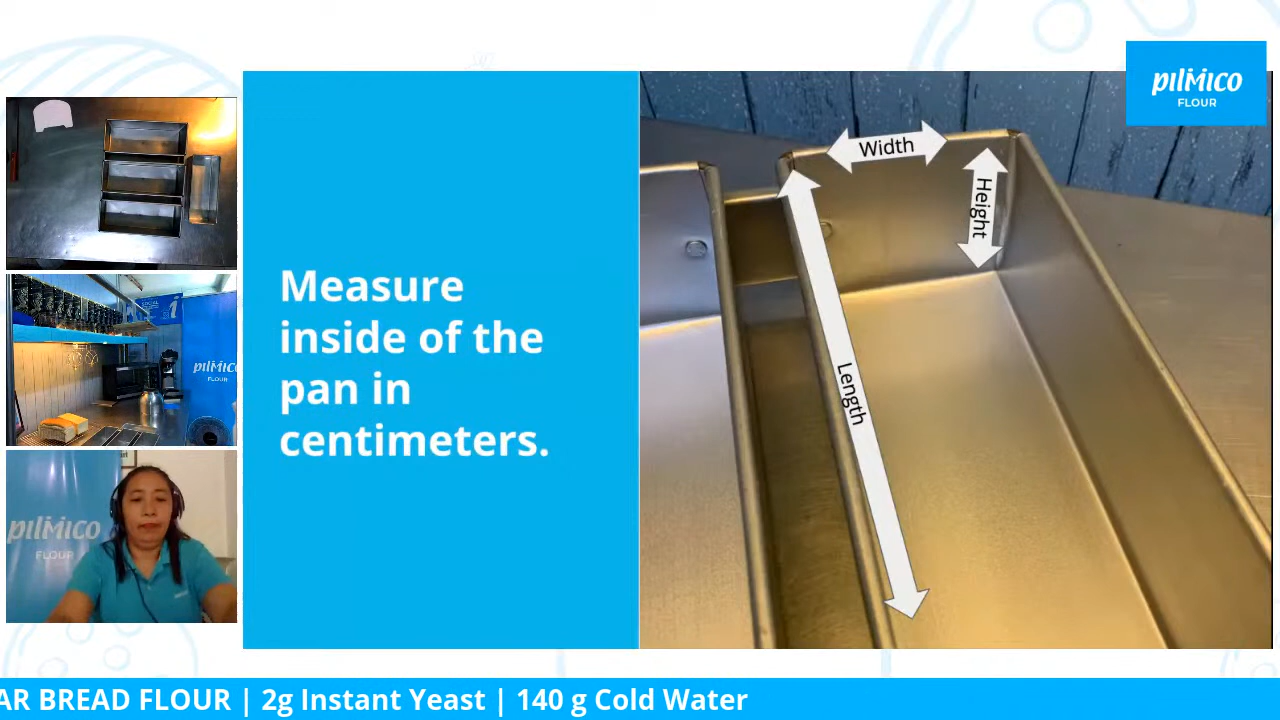 pilmico
FLOUR
SOCIAL
pilmico
FLOUR
pilmico
FLOUR
Measure
inside of the
pan in
centimeters.
Width
Height
Length
AR BREAD FLOUR | 2g Instant Yeast | 140 g Cold Water